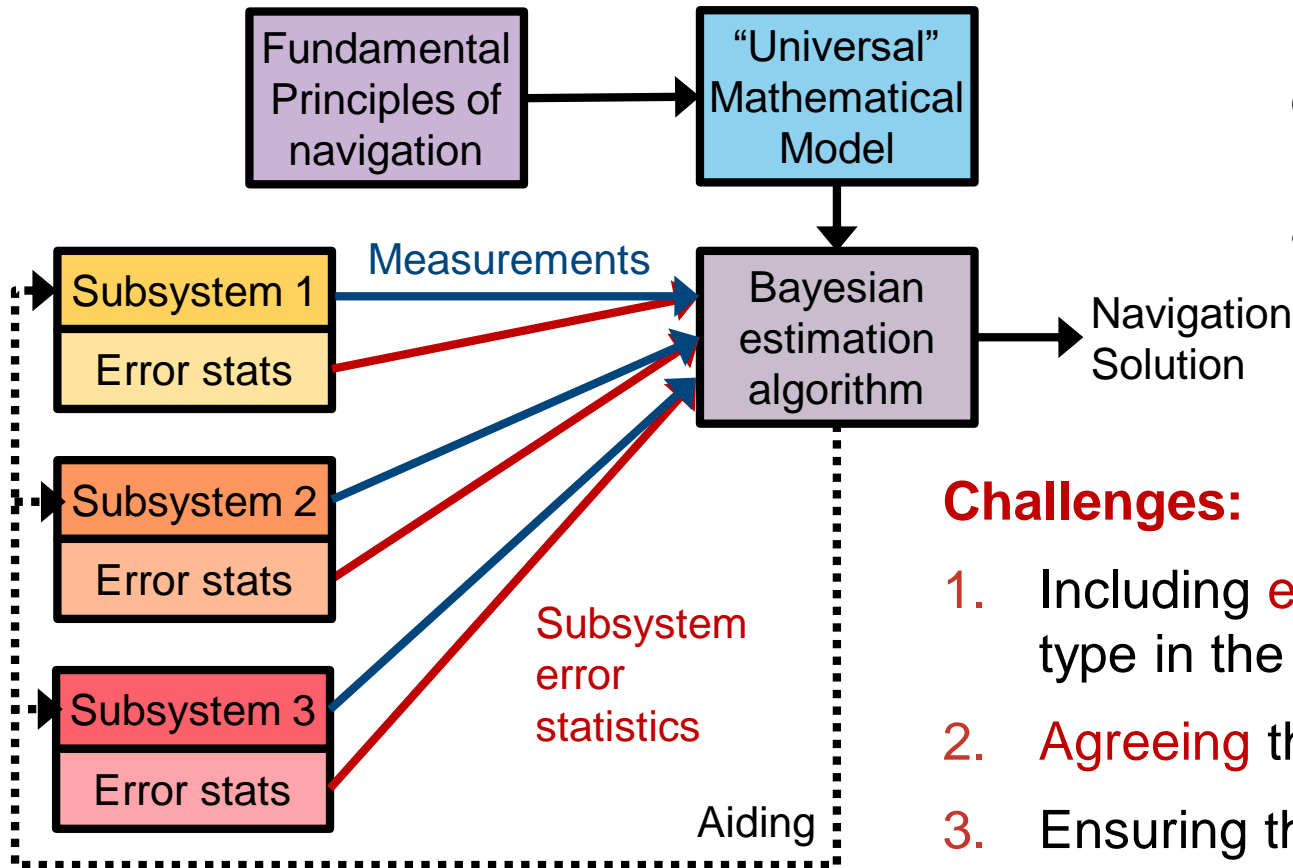 Fundamental
Principles of
navigation
“Universal”
Mathematical
Model
Subsystem 1
Error stats
Measurements
Bayesian
estimation
algorithm
Navigation
Solution
Subsystem 2
Error stats
Subsystem 3
Error stats
Subsystem
error
statistics
Aiding
Challenges:
1. Including
type in the
2. Agreeing
3. Ensuring